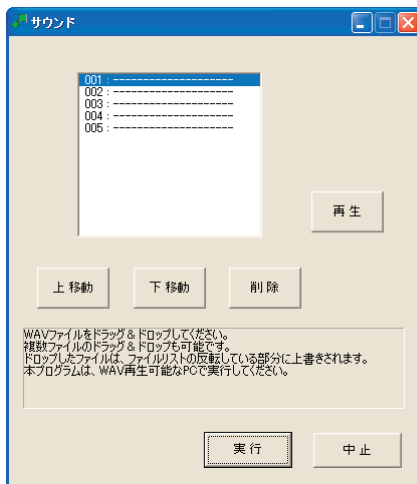 サウンド
001 : --------------------
002 : --------------------
003 : --------------------
004 : --------------------
005 : --------------------
再 生
上 移動
下 移動
削 除
WAVファイルをドラッグ＆ドロップしてください。
複数ファイルのドラッグ＆ドロップも可能です。
ドロップしたファイルは、ファイルリストの反転している部分に上書きされます。
本プログラムは、WAV再生可能なPCで実行してください。
実 行
中 止